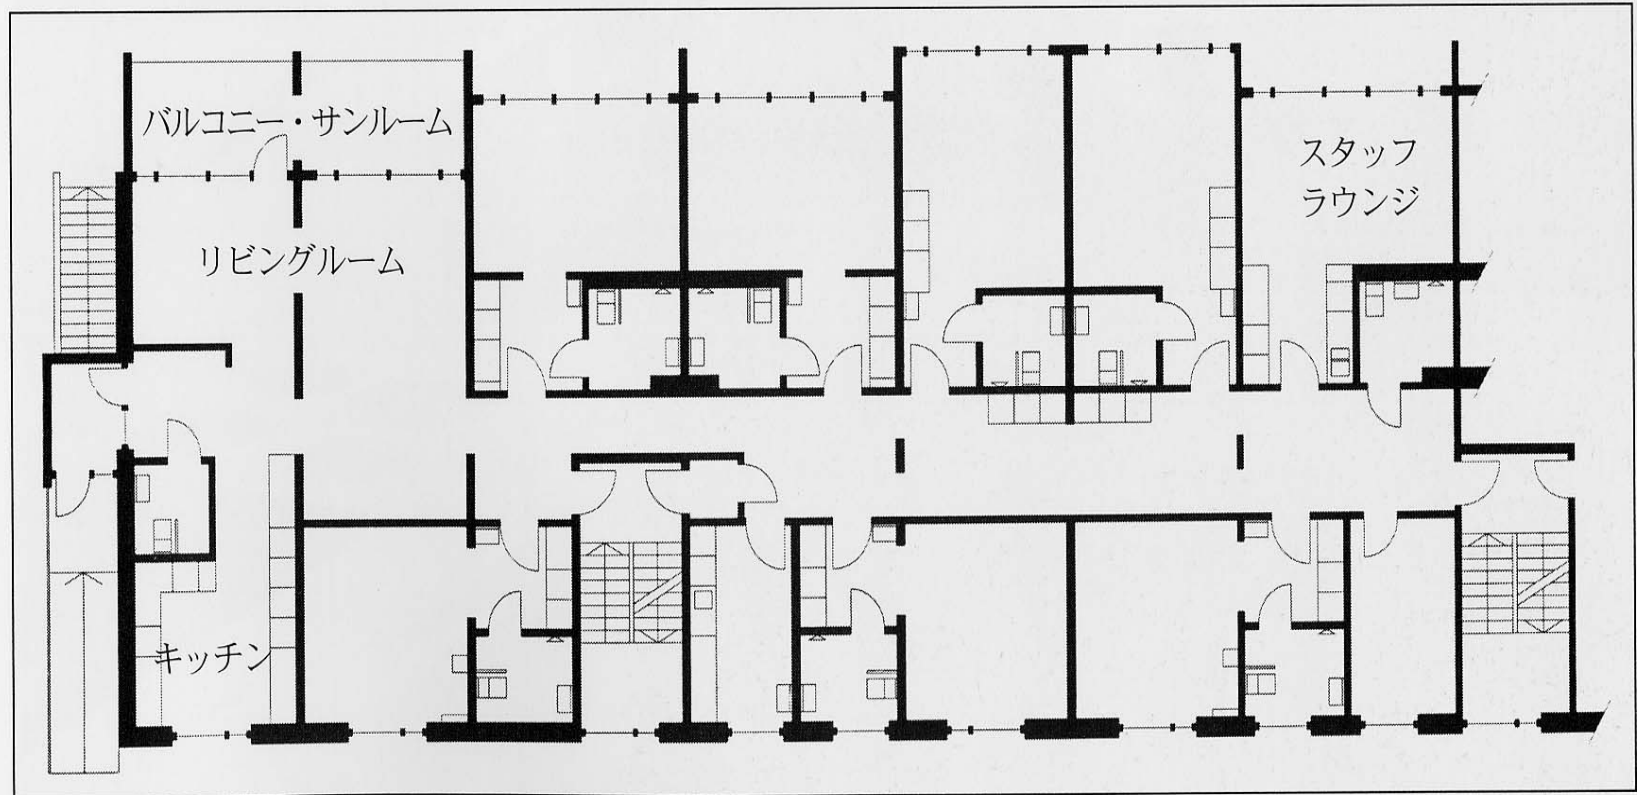 バルコニー・サンルーム
リビングルーム
スタッフ
ラウンジ
キッチン